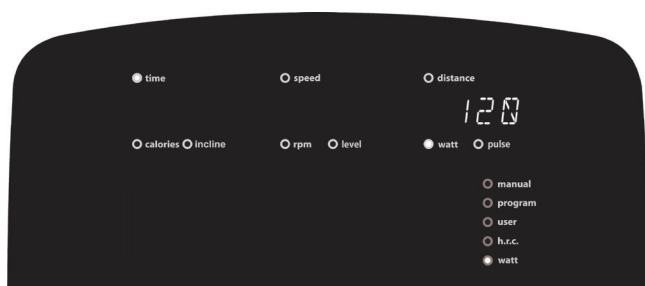 time speed distance
120
calories incline rpm level watt pulse
manual
program
user
h.r.c.
watt